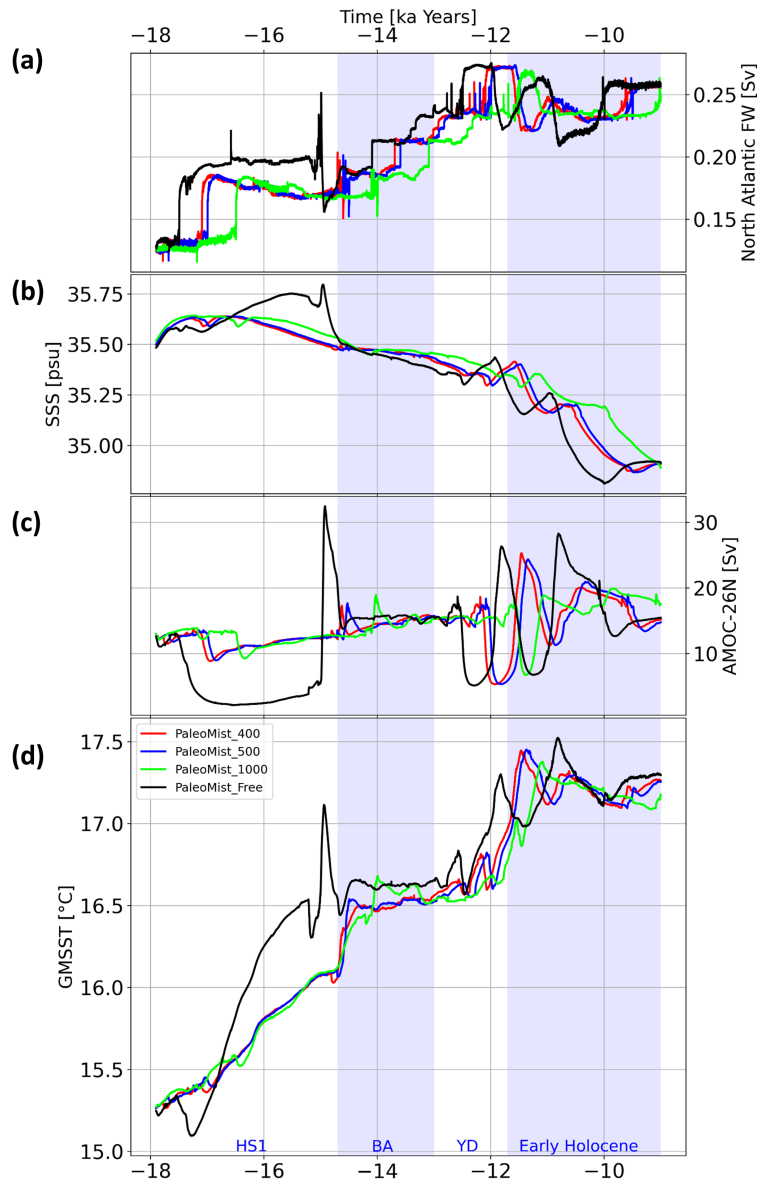 Time [ka Years]
−18 −16 −14 −12 −10
(a)
0.25
0.20
0.15
North Atlantic FW [Sv]
(b)
35.75
35.50
35.25
35.00
SSS [psu]
(c)
30
20
10
AMOC-26N [Sv]
(d)
17.5
17.0
16.5
16.0
15.5
15.0
GMSST [°C]
PaleoMist_400
PaleoMist_500
PaleoMist_1000
PaleoMist_Free
HS1 BA YD Early Holocene
−18 −16 −14 −12 −10